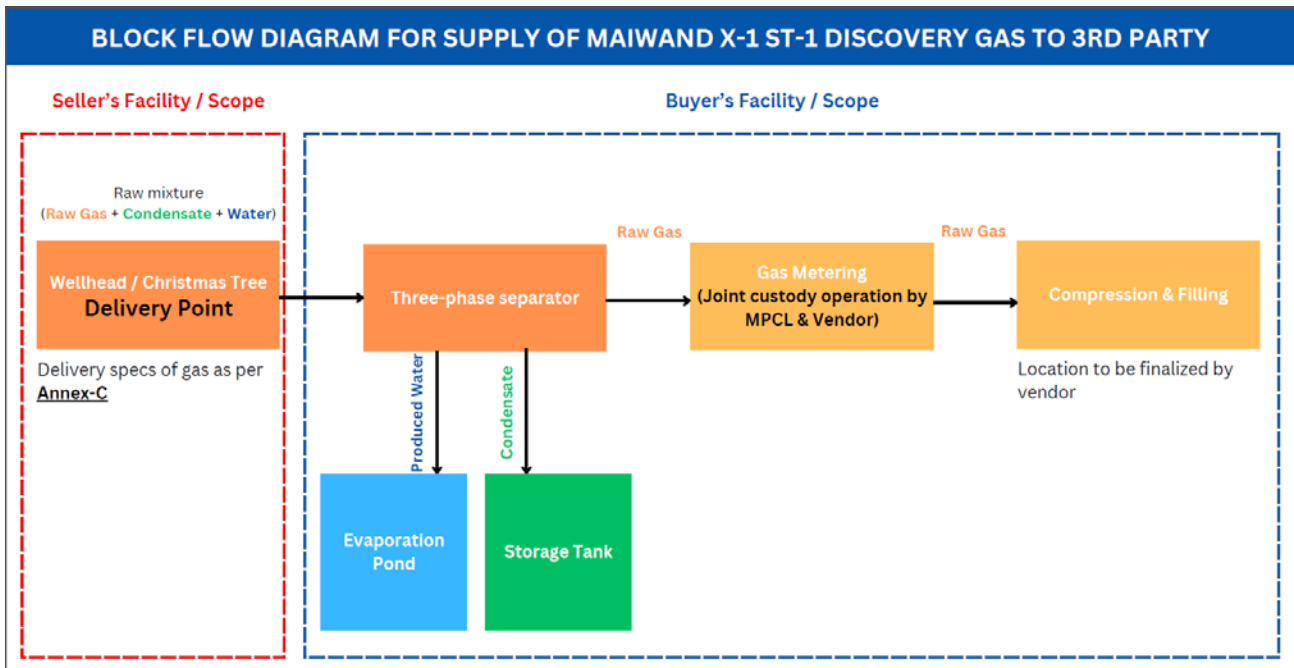 BLOCK FLOW DIAGRAM FOR SUPPLY OF MAIWAND X-1 ST-1 DISCOVERY GAS TO 3RD PARTY
Seller's Facility / Scope
Buyer's Facility / Scope
Raw mixture
(Raw Gas + Condensate + Water)
Wellhead / Christmas Tree
Delivery Point
Delivery specs of gas as per
Annex-C
Three-phase separator
Raw Gas
Gas Metering
(Joint custody operation by
MPCL & Vendor)
Raw Gas
Compression & Filling
Location to be finalized by
vendor
Produced Water
Condensate
Evaporation
Pond
Storage Tank